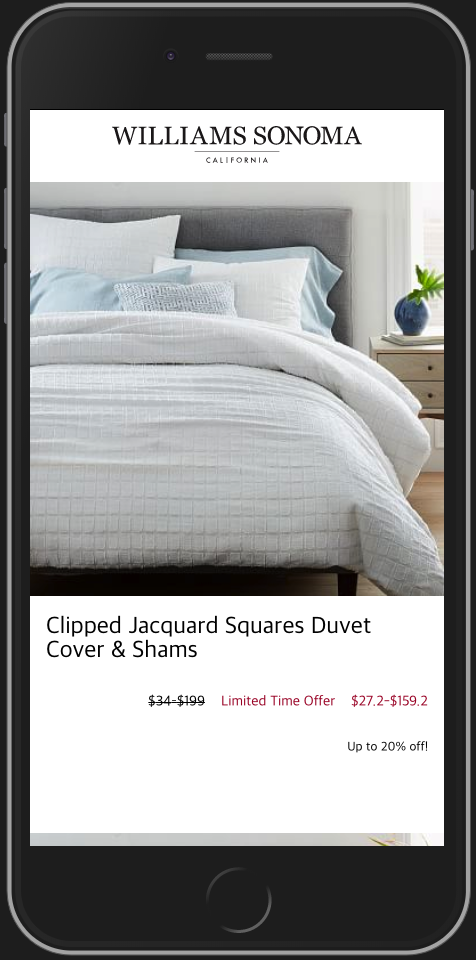 WILLIAMS SONOMA
CALIFORNIA
Clipped Jacquard Squares Duvet
Cover & Shams
$34-$199 Limited Time Offer $27.2-$159.2
Up to 20% off!